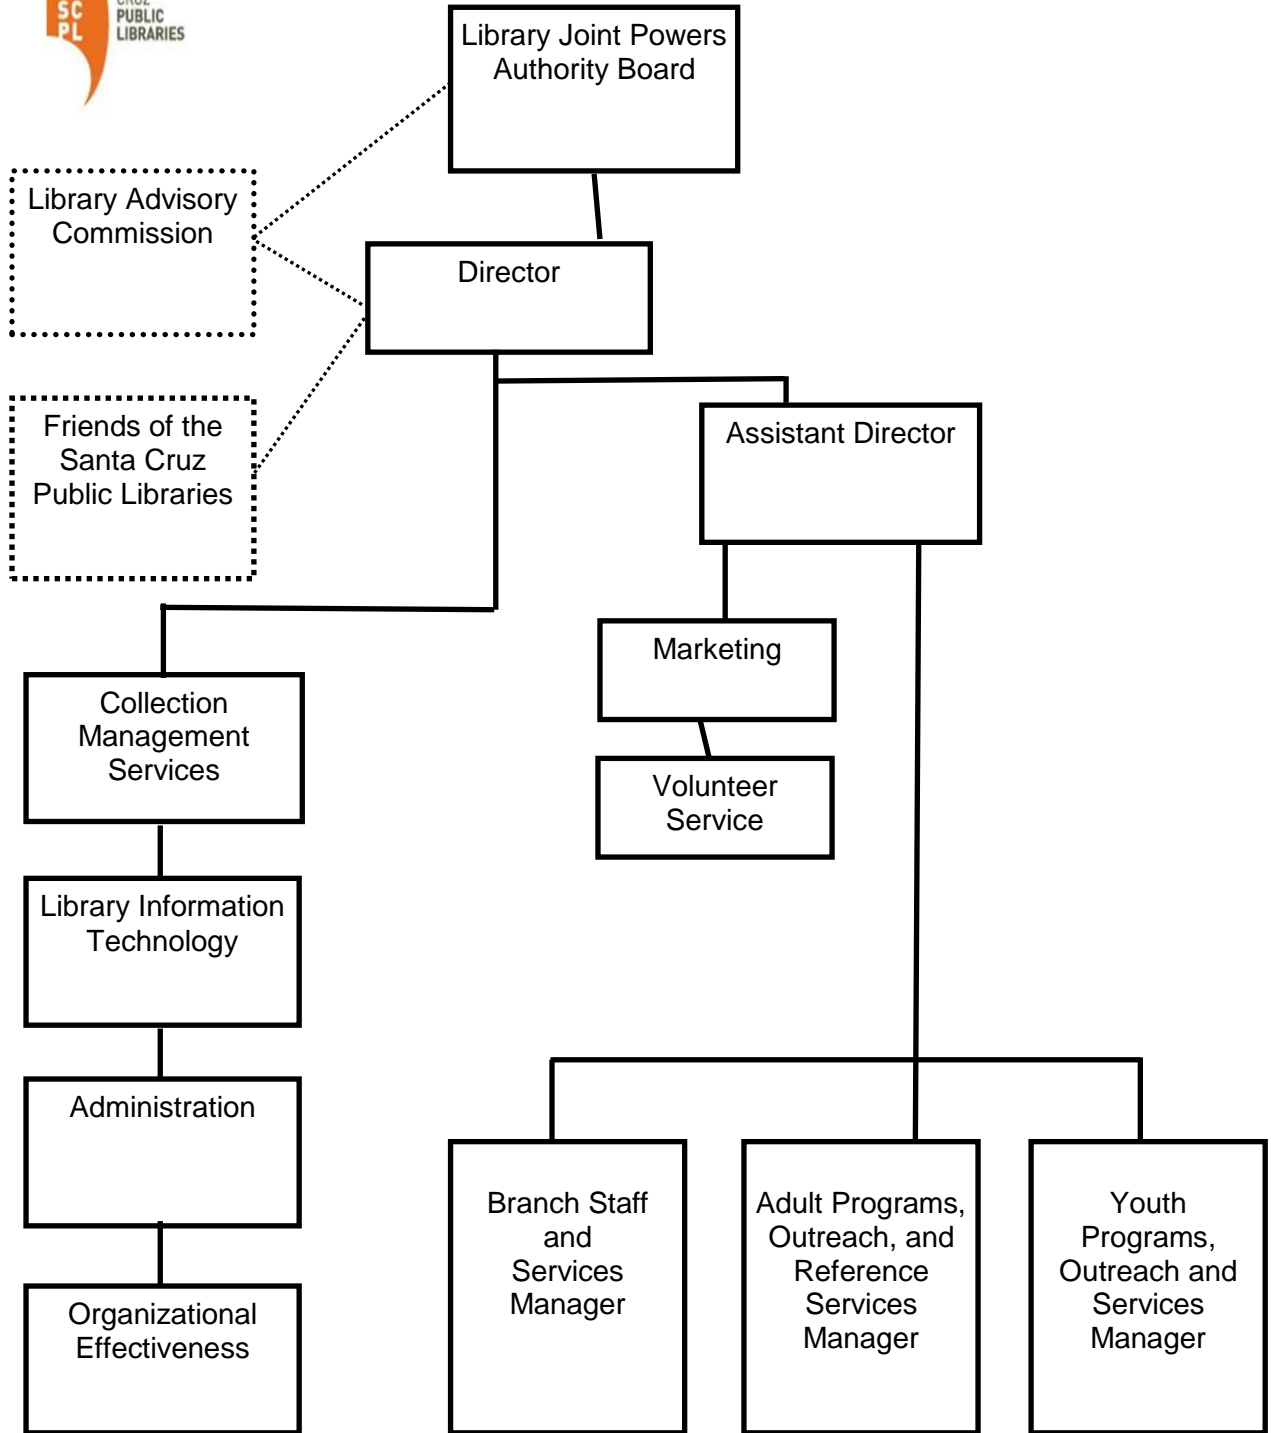 SC
PL
CRUZ
PUBLIC
LIBRARIES
Library Joint Powers
Authority Board
Library Advisory
Commission
Director
Friends of the
Santa Cruz
Public Libraries
Assistant Director
Marketing
Volunteer
Service
Collection
Management
Services
Library Information
Technology
Administration
Organizational
Effectiveness
Branch Staff
and
Services
Manager
Adult Programs,
Outreach, and
Reference
Services
Manager
Youth
Programs,
Outreach and
Services
Manager